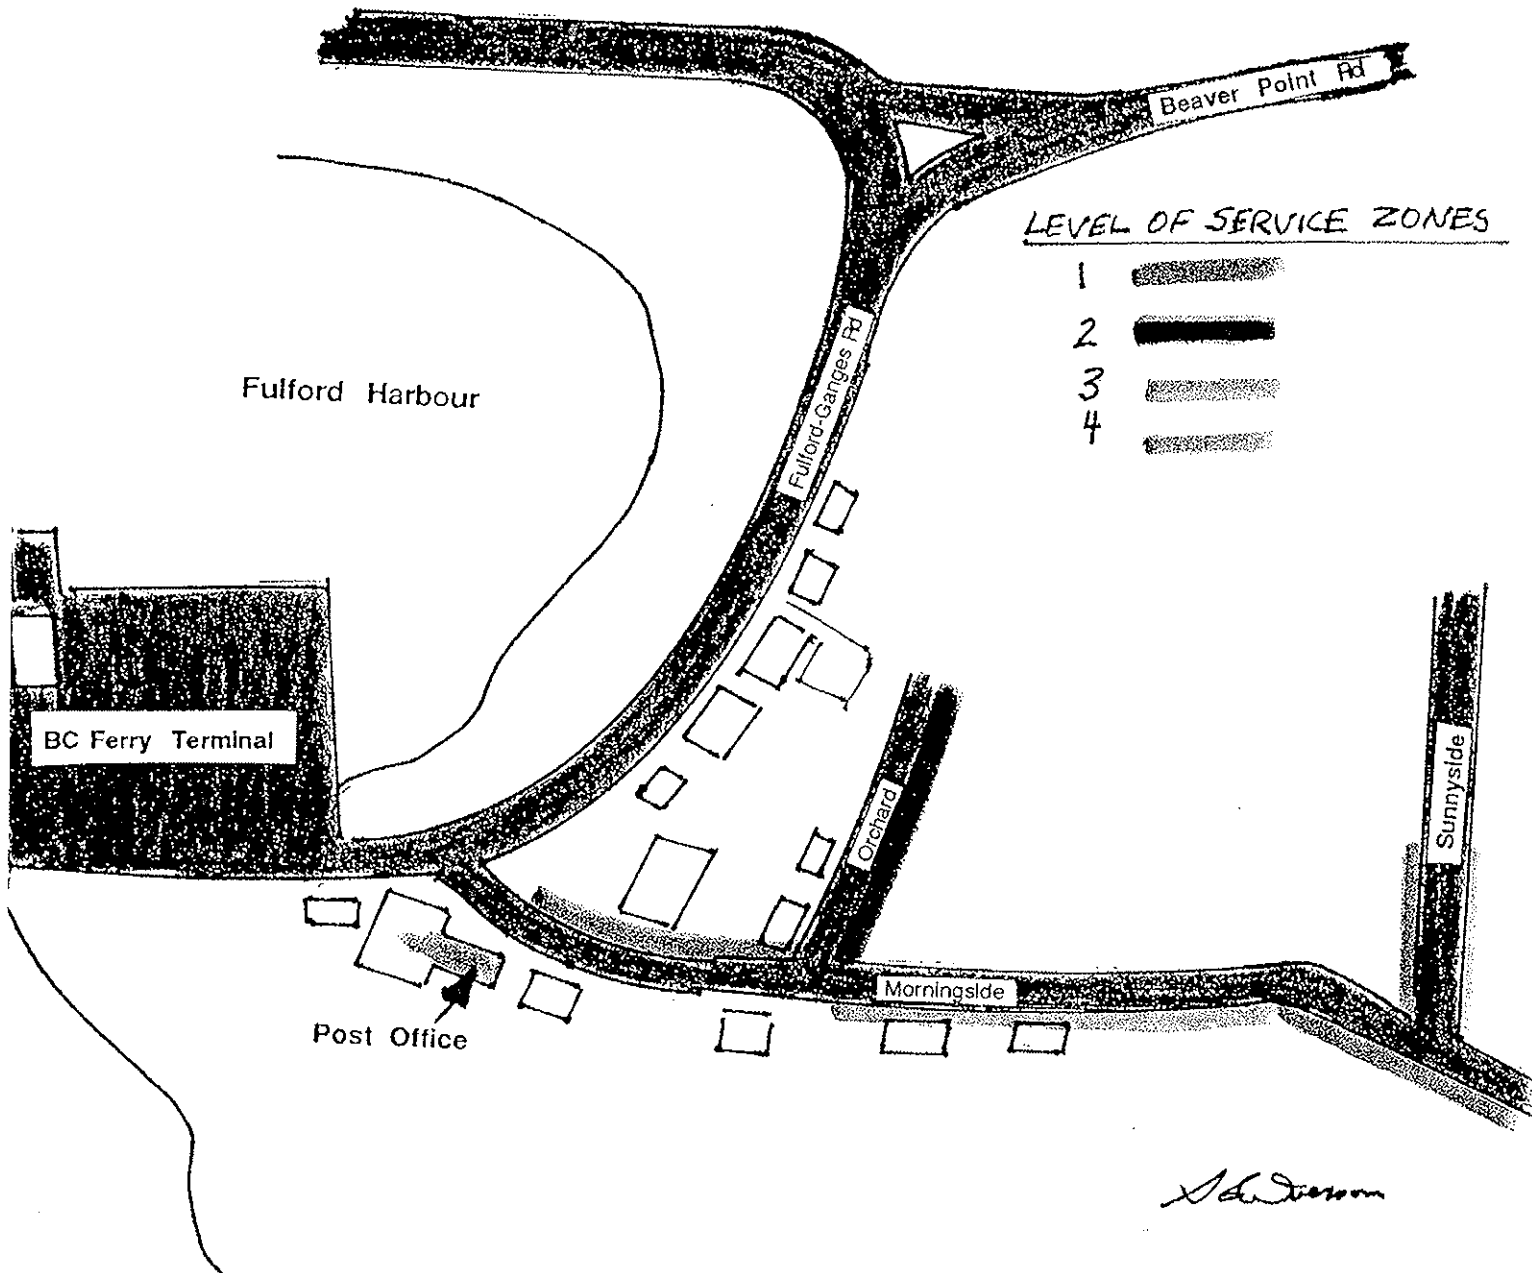 Beaver Point Rd
LEVEL OF SERVICE ZONES
1
2
3
4
Fulford-Ganges Rd
Fulford Harbour
BC Ferry Terminal
Orchard
Sunnyside
Morningside
Post Office